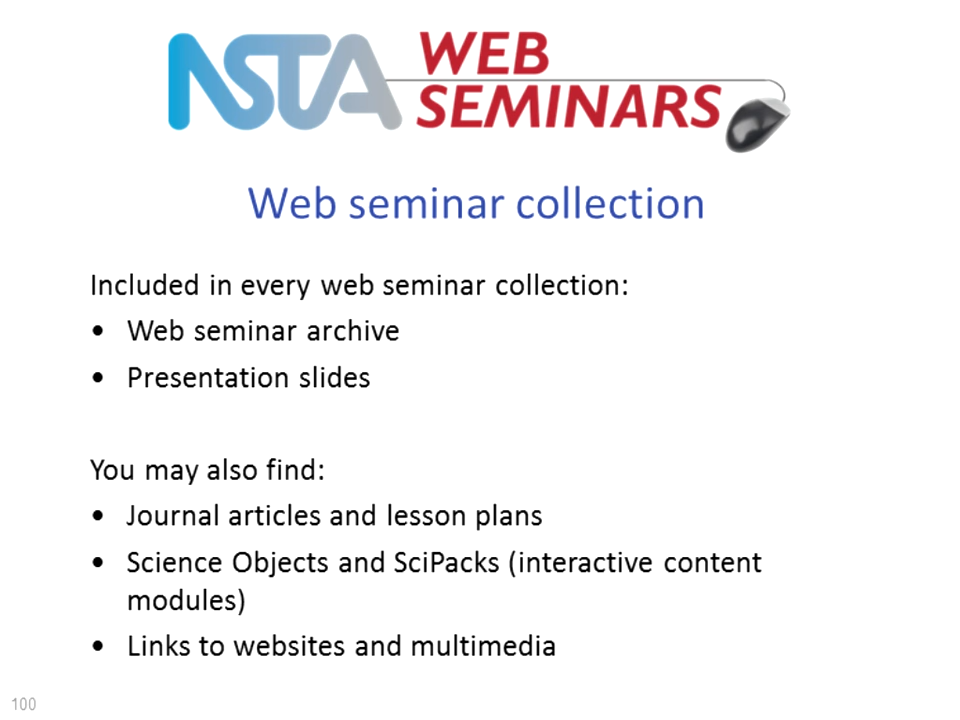 NSTA WEB
SEMINARS
Web seminar collection
Included in every web seminar collection:
• Web seminar archive
• Presentation slides
You may also find:
• Journal articles and lesson plans
• Science Objects and SciPacks (interactive content
modules)
• Links to websites and multimedia
100